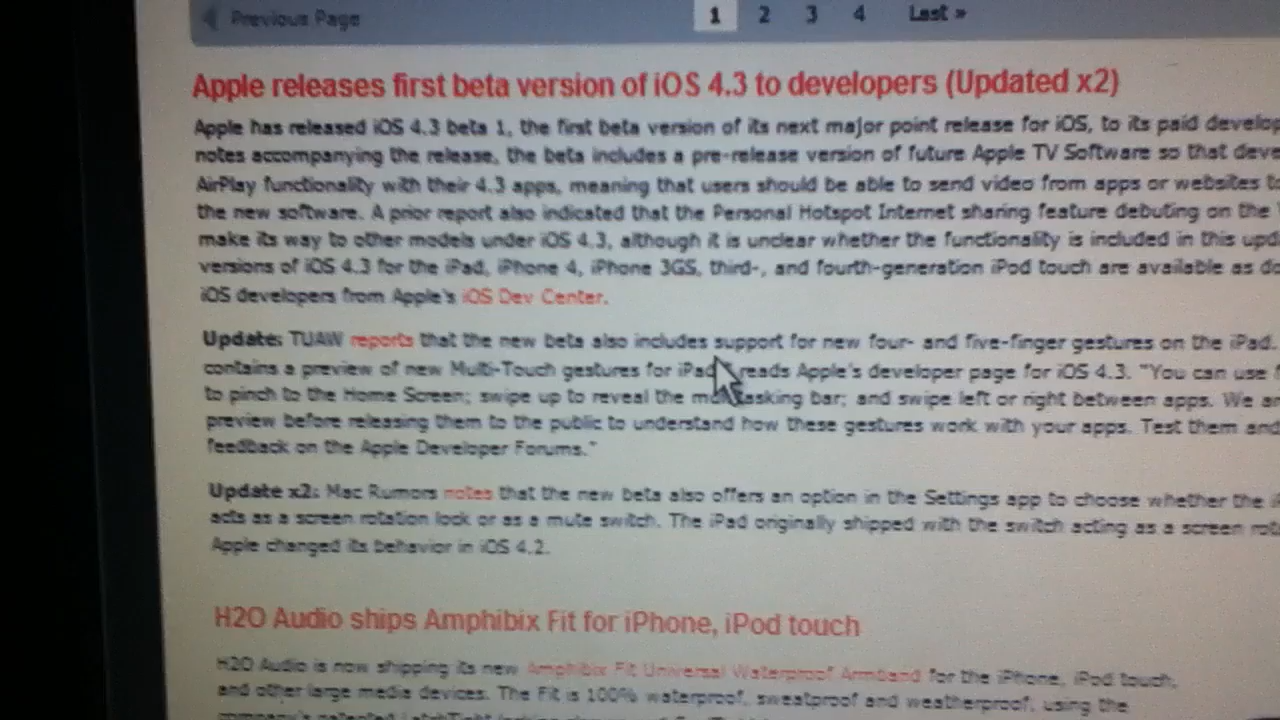 Previous Page 1 2 3 4 Last »
Apple releases first beta version of iOS 4.3 to developers (Updated x2)
Apple has released iOS 4.3 beta 1, the first beta version of its next major point release for iOS, to its paid develop
notes accompanying the release, the beta includes a pre-release version of future Apple TV Software so that deve
AirPlay functionality with their 4.3 apps, meaning that users should be able to send video from apps or websites to
the new software. A prior report also indicated that the Personal Hotspot Internet sharing feature debuting on the
make its way to other models under iOS 4.3, although it is unclear whether the functionality is included in this upd
versions of iOS 4.3 for the iPad, iPhone 4, iPhone 3GS, third-, and fourth-generation iPod touch are available as do
iOS developers from Apple's iOS Dev Center.
Update: TUAW reports that the new beta also includes support for new four- and five-finger gestures on the iPad.
contains a preview of new Multi-Touch gestures for iPad reads Apple's developer page for iOS 4.3. "You can use
to pinch to the Home Screen; swipe up to reveal the multitasking bar; and swipe left or right between apps. We ar
preview before releasing them to the public to understand how these gestures work with your apps. Test them and
feedback on the Apple Developer Forums."
Update x2: Mac Rumors notes that the new beta also offers an option in the Settings app to choose whether the
acts as a screen rotation lock or as a mute switch. The iPad originally shipped with the switch acting as a screen rot
Apple changed its behavior in iOS 4.2.
H2O Audio ships Amphibix Fit for iPhone, iPod touch
H2O Audio is now shipping its new Amphibix Fit Universal Waterproof Armband for the iPhone, iPod touch,
and other large media devices. The Fit is 100% waterproof, sweatproof and weatherproof, using the
company's patented LatchTight